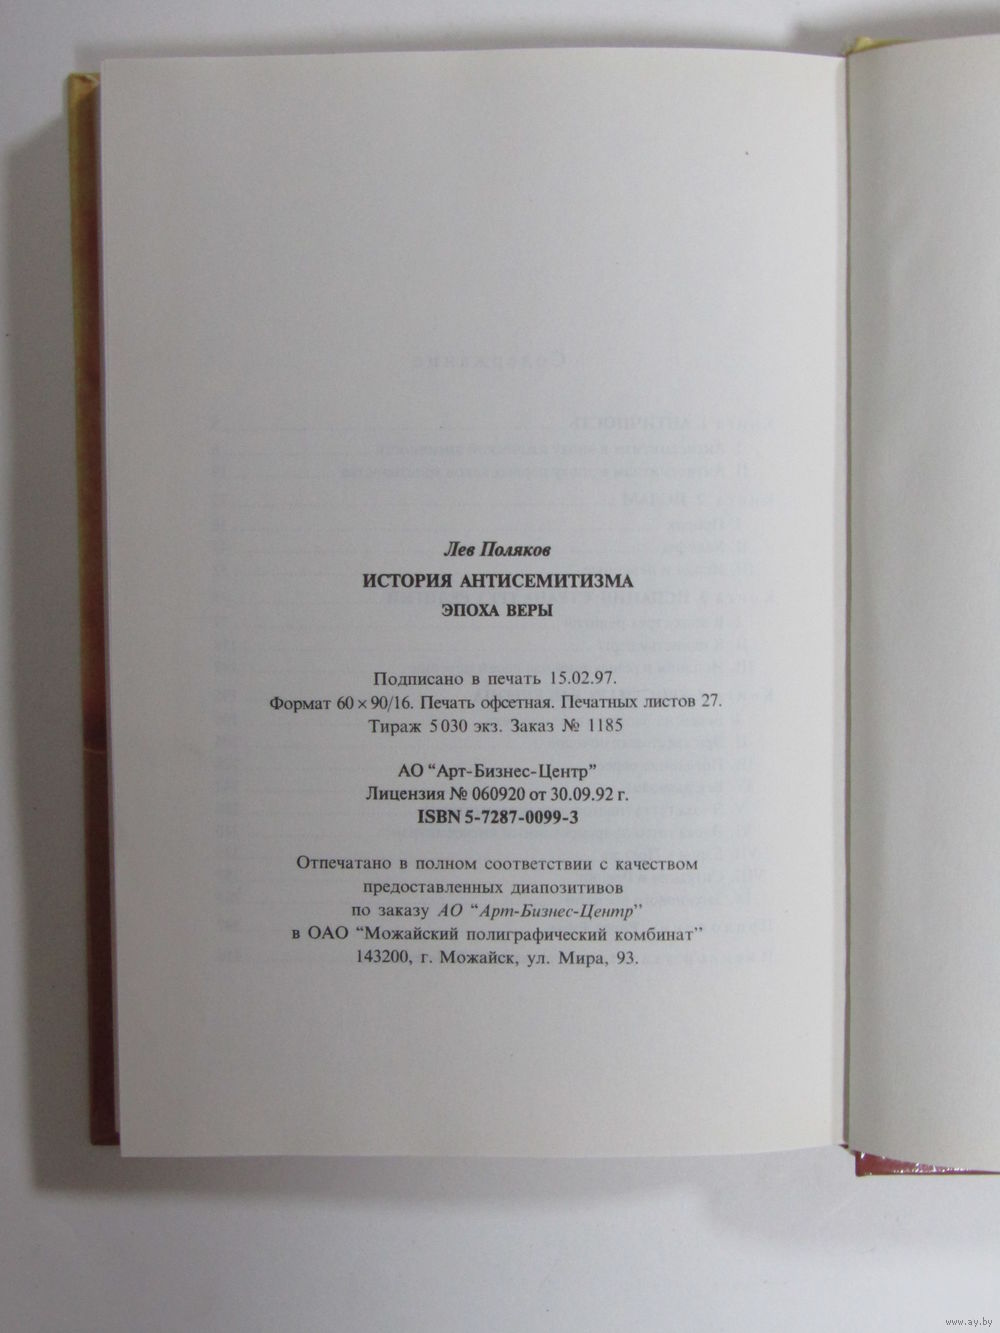 Лев Поляков
ИСТОРИЯ АНТИСЕМИТИЗМА
ЭПОХА ВЕРЫ
Подписано в печать 15.02.97.
Формат 60 × 90/16. Печать офсетная. Печатных листов 27.
Тираж 5 030 экз. Заказ № 1185
АО “Арт-Бизнес-Центр”
Лицензия № 060920 от 30.09.92 г.
ISBN 5-7287-0099-3
Отпечатано в полном соответствии с качеством
предоставленных диапозитивов
по заказу АО “Арт-Бизнес-Центр”
в ОАО “Можайский полиграфический комбинат”
143200, г. Можайск, ул. Мира, 93.
www.ay.by